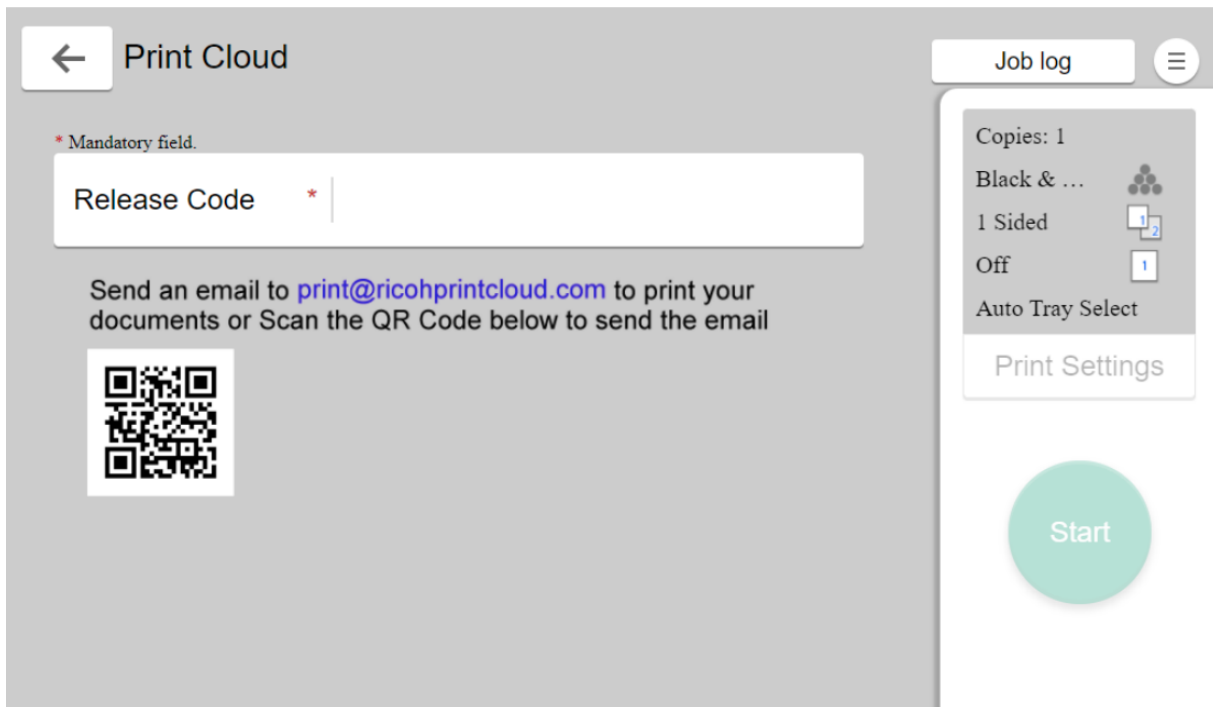 Print Cloud
Job log
* Mandatory field.
Release Code *
Send an email to print@ricohprintcloud.com to print your
documents or Scan the QR Code below to send the email
Copies: 1
Black & …
1 Sided
1
2
Off
1
Auto Tray Select
Print Settings
Start